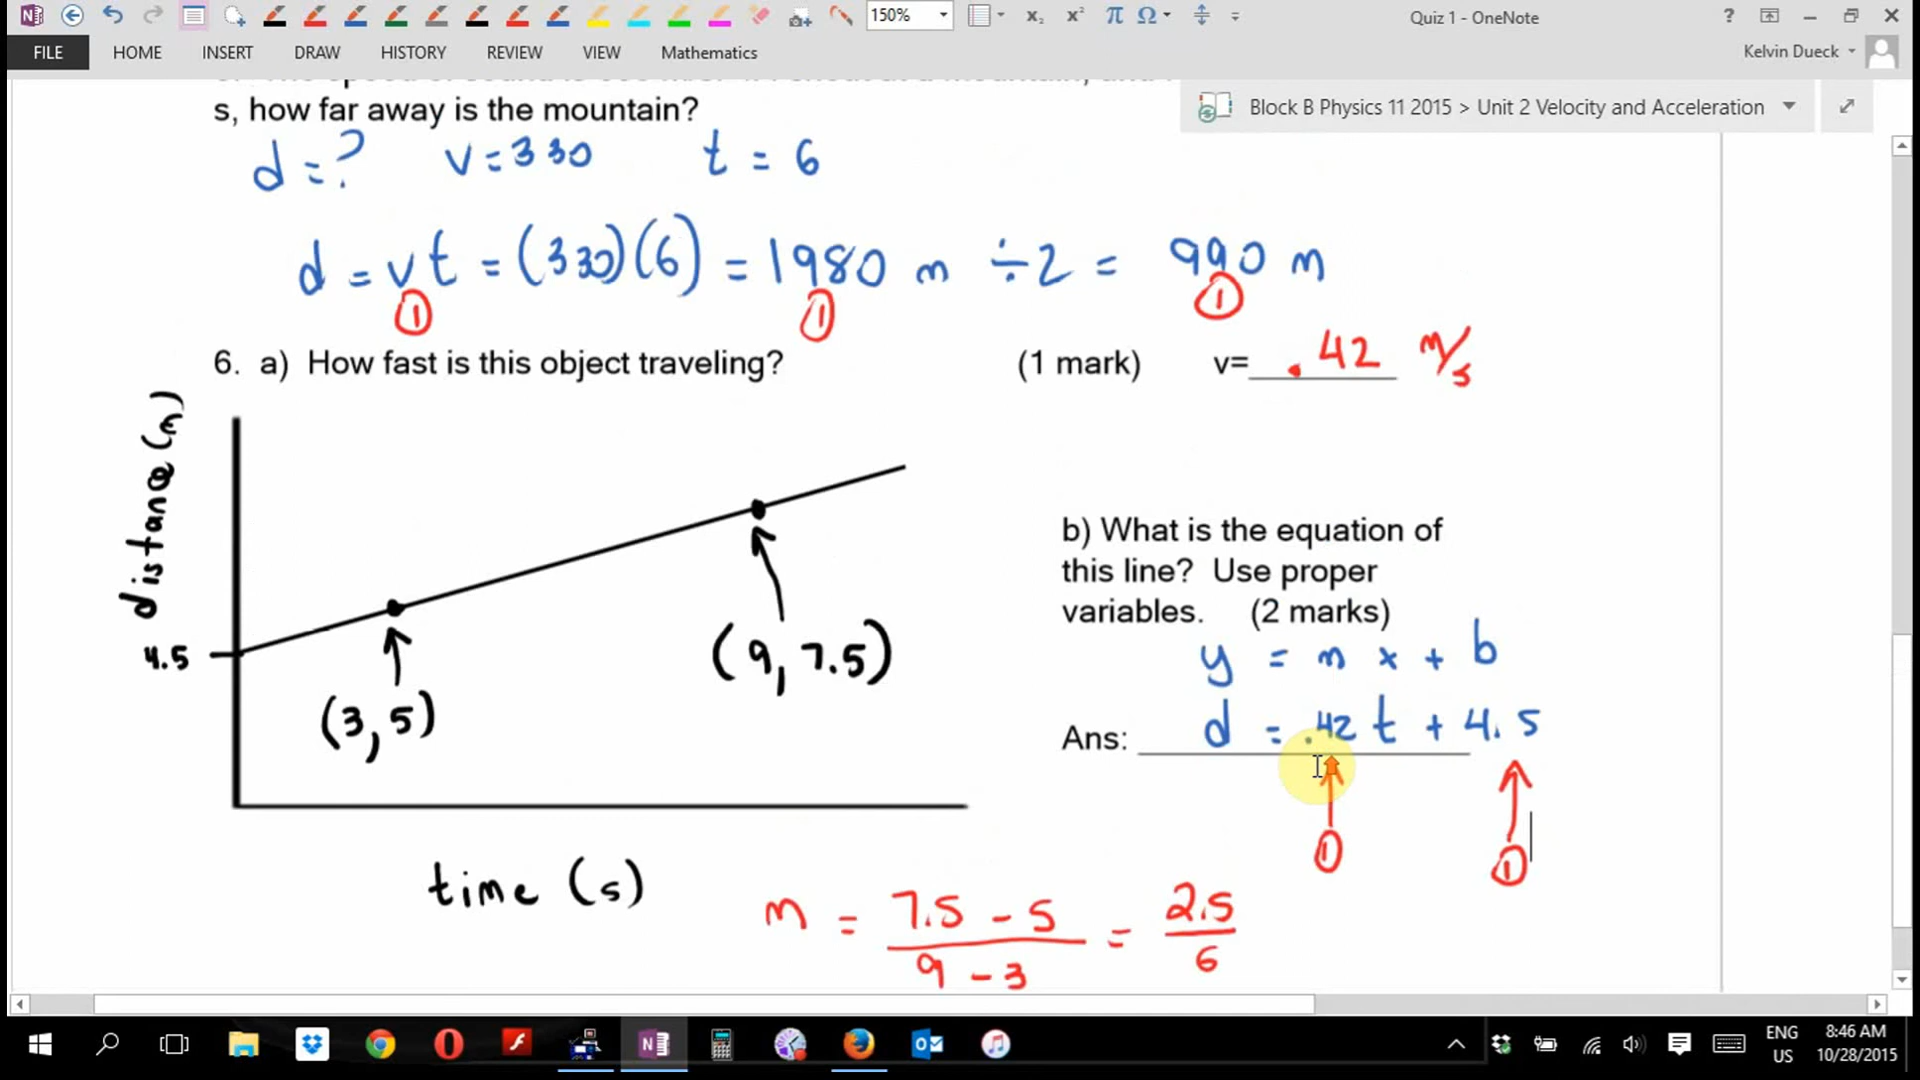 150%
x₂ x² π Ω
Quiz 1 - OneNote
?
FILE HOME INSERT DRAW HISTORY REVIEW VIEW Mathematics
Kelvin Dueck
Block B Physics 11 2015 > Unit 2 Velocity and Acceleration
s, how far away is the mountain?
d = ? v = 330 t = 6
d = vt = (330)(6) = 1980 m ÷2 = 990 m
1 1 1
6. a) How fast is this object traveling? (1 mark) v= .42 m/s
distance (m)
b) What is the equation of
this line? Use proper
variables. (2 marks)
4.5
(9, 7.5)
y = m x + b
(3, 5)
Ans: d = .42 t + 4.5
1 1
time (s)
m = 7.5 - 5 / 9 - 3 = 2.5 / 6
ENG
US
8:46 AM
10/28/2015